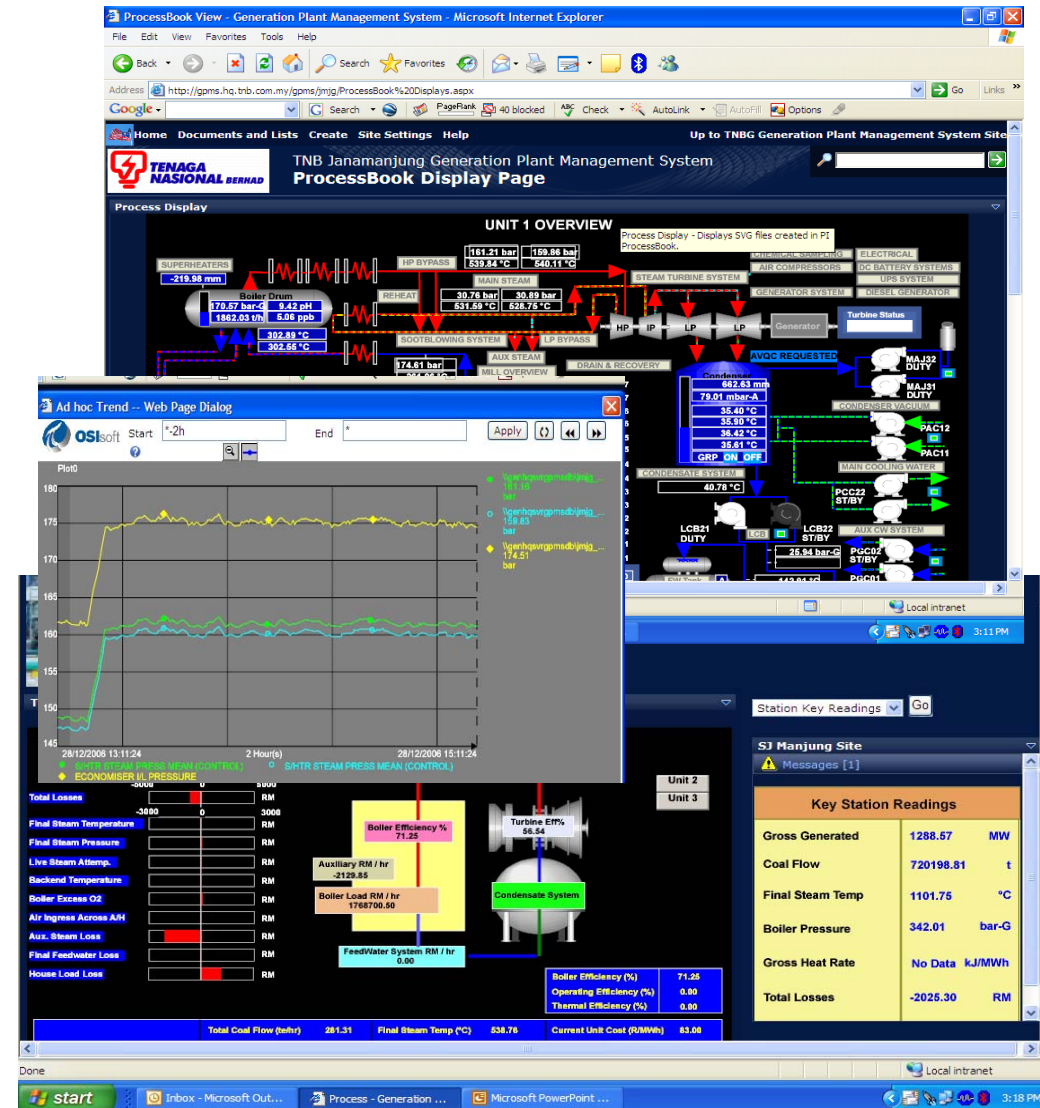 ProcessBook View - Generation Plant Management System - Microsoft Internet Explorer
File Edit View Favorites Tools Help
Back Search Favorites
Address http://gpms.hq.tnb.com.my/gpms/jmjg/ProcessBook%20Displays.aspx Go Links »
Google Search PageRank 40 blocked Check AutoLink AutoFill Options
Home Documents and Lists Create Site Settings Help Up to TNBG Generation Plant Management System Site
TENAGA NASIONAL BERHAD
TNB Janamanjung Generation Plant Management System
ProcessBook Display Page
Process Display
UNIT 1 OVERVIEW
Process Display - Displays SVG files created in PI
ProcessBook.
161.21 bar 159.86 bar
539.84 °C 540.11 °C
CHEMICAL SAMPLING ELECTRICAL
AIR COMPRESSORS DC BATTERY SYSTEMS
UPS SYSTEM
GENERATOR SYSTEM DIESEL GENERATOR
SUPERHEATERS
-219.98 mm
HP BYPASS
MAIN STEAM
STEAM TURBINE SYSTEM
Boiler Drum
170.57 bar-G 9.42 pH
1862.03 t/h 5.06 ppb
REHEAT
30.76 bar 30.89 bar
531.59 °C 528.75 °C
HP IP LP LP Generator
Turbine Status
302.89 °C
302.55 °C
SOOTBLOWING SYSTEM
LP BYPASS
AUX STEAM
MILL OVERVIEW
DRAIN & RECOVERY
174.61 bar
AVQC REQUESTED
Condenser
662.63 mm
79.01 mbar-A
35.40 °C
35.90 °C
36.42 °C
35.61 °C
GRP ON OFF
MAJ32
DUTY
MAJ31
DUTY
CONDENSER VACUUM
PAC12
PAC11
MAIN COOLING WATER
CONDENSATE SYSTEM
40.78 °C
PCC22
ST/BY
LCB21
DUTY
LCB
LCB22
ST/BY
AUX CW SYSTEM
25.94 bar-G
PGC02
ST/BY
FW Tank A
142.91 °C
PGC01
Local intranet
3:11 PM
Ad hoc Trend -- Web Page Dialog
OSIsoft Start *-2h End * Apply
Plot0
180
175
170
165
160
155
150
145
\\genhqsvrgpmsdb\jmjg_...
161.56
bar
\\genhqsvrgpmsdb\jmjg_...
159.83
bar
\\genhqsvrgpmsdb\jmjg_...
174.51
bar
28/12/2006 13:11:24 2 Hour(s) 28/12/2006 15:11:24
S/HTR STEAM PRESS MEAN (CONTROL) S/HTR STEAM PRESS MEAN (CONTROL)
ECONOMISER I/L PRESSURE
-5000 0 5000
Total Losses RM
-3000 0 3000
Final Steam Temperature RM
Final Steam Pressure RM
Live Steam Attemp. RM
Backend Temperature RM
Boiler Excess O2 RM
Air Ingress Across A/H RM
Aux. Steam Loss RM
Final Feedwater Loss RM
House Load Loss RM
Unit 2
Unit 3
Boiler Efficiency %
71.25
Turbine Eff%
56.54
Auxiliary RM / hr
-2129.85
Boiler Load RM / hr
1768700.50
Condensate System
FeedWater System RM / hr
0.00
Boiler Efficiency (%) 71.25
Operating Efficiency (%) 0.00
Thermal Efficiency (%) 0.00
Total Coal Flow (te/hr) 281.31 Final Steam Temp (°C) 538.76 Current Unit Cost (R/MWh) 83.00
Station Key Readings Go
SJ Manjung Site
Messages [1]
Key Station Readings
Gross Generated 1288.57 MW
Coal Flow 720198.81 t
Final Steam Temp 1101.75 °C
Boiler Pressure 342.01 bar-G
Gross Heat Rate No Data kJ/MWh
Total Losses -2025.30 RM
Done Local intranet
start Inbox - Microsoft Out... Process - Generation ... Microsoft PowerPoint ... 3:18 PM